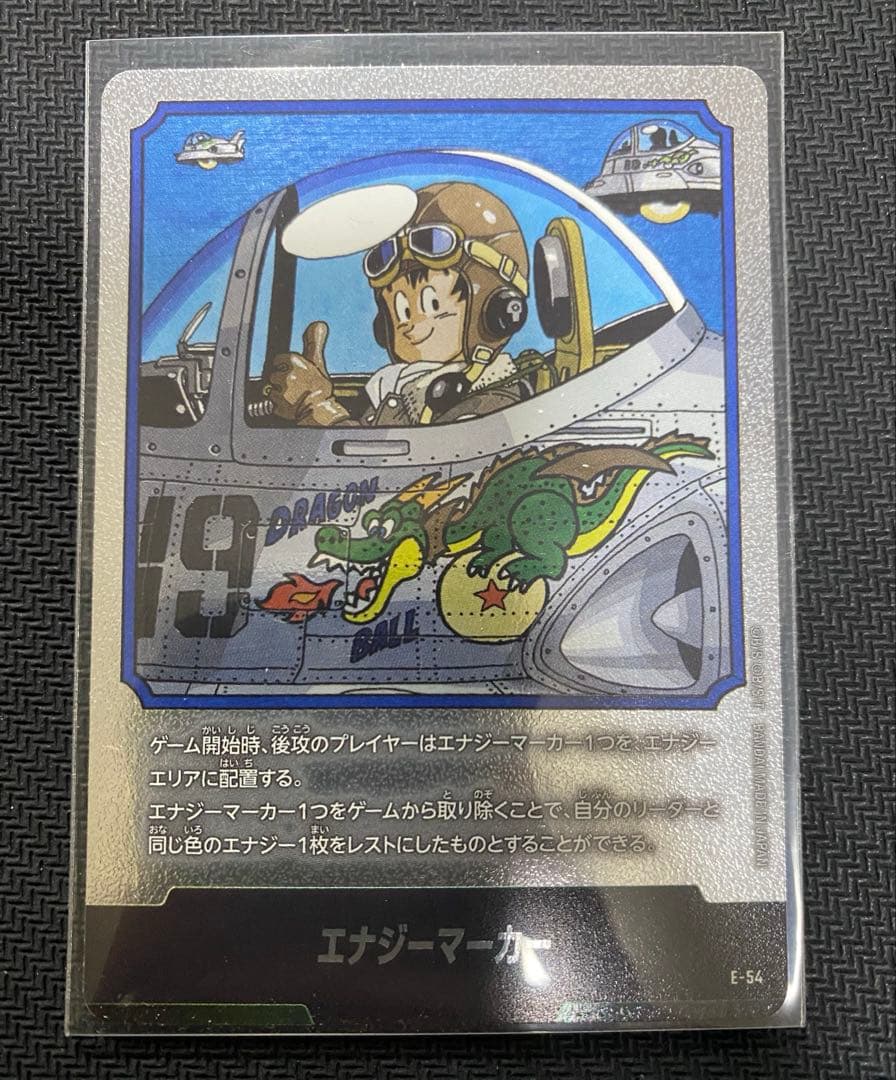 19
19
DRAGON
BALL
ゲーム開始時、後攻のプレイヤーはエナジーマーカー1つを、エナジー
エリアに配置する。
エナジーマーカー1つをゲームから取り除くことで、自分のリーダーと
同じ色のエナジー1枚をレストにしたものとすることができる。
エナジーマーカー
E-54
BANDAI MADE IN JAPAN